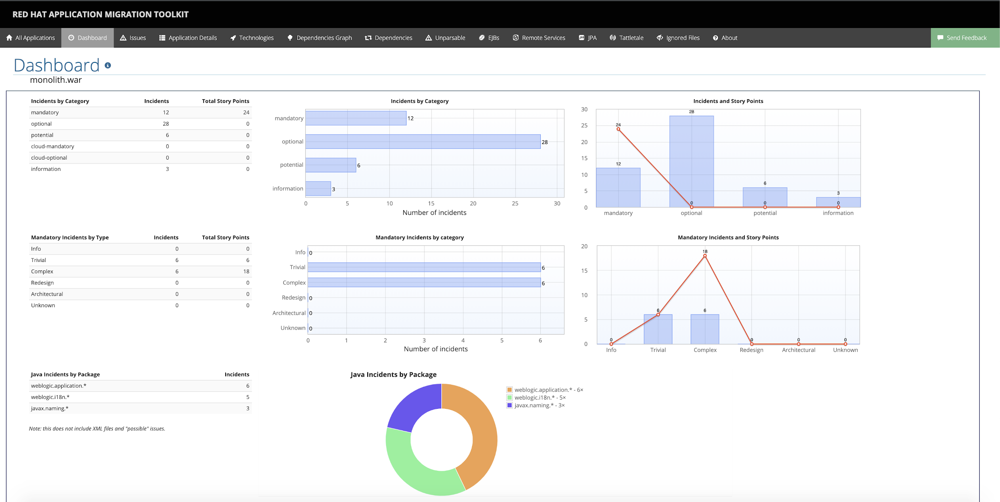 RED HAT APPLICATION MIGRATION TOOLKIT
All Applications Dashboard Issues Application Details Technologies Dependencies Graph Dependencies Unparsable EJBs Remote Services JPA Tattletale Ignored Files About Send Feedback
Dashboard
monolith.war
Incidents by Category Incidents Total Story Points
mandatory 12 24
optional 28 0
potential 6 0
cloud-mandatory 0 0
cloud-optional 0 0
information 3 0
Incidents by Category
mandatory 12
optional 28
potential 6
information 3
0 5 10 15 20 25 30
Number of incidents
Incidents and Story Points
30
25
20
15
10
5
0
28
24
12
6
3
0 0 0
mandatory optional potential information
Mandatory Incidents by Type Incidents Total Story Points
Info 0 0
Trivial 6 6
Complex 6 18
Redesign 0 0
Architectural 0 0
Unknown 0 0
Mandatory Incidents by category
Info 0
Trivial 6
Complex 6
Redesign 0
Architectural 0
Unknown 0
0 1 2 3 4 5 6
Number of incidents
Mandatory Incidents and Story Points
20
15
10
5
0
18
6 6
0 0 0 0
Info Trivial Complex Redesign Architectural Unknown
Java Incidents by Package Incidents
weblogic.application.* 6
weblogic.i18n.* 5
javax.naming.* 3
Note: this does not include XML files and "possible" issues.
Java Incidents by Package
weblogic.application.* - 6×
weblogic.i18n.* - 5×
javax.naming.* - 3×